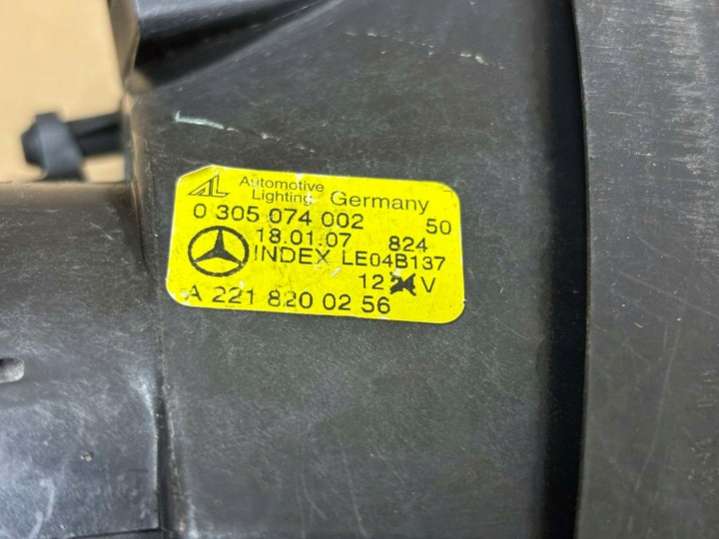 AL Automotive Lighting Germany
0 305 074 002 50
18.01.07 824
INDEX LE04B137
12 24 V
A 221 820 02 56